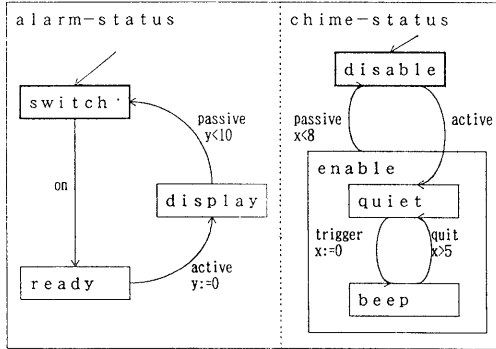 alarm-status
switch
passive
y<10
on
display
active
y:=0
ready
chime-status
disable
passive
x<8
active
enable
quiet
trigger
x:=0
quit
x>5
beep